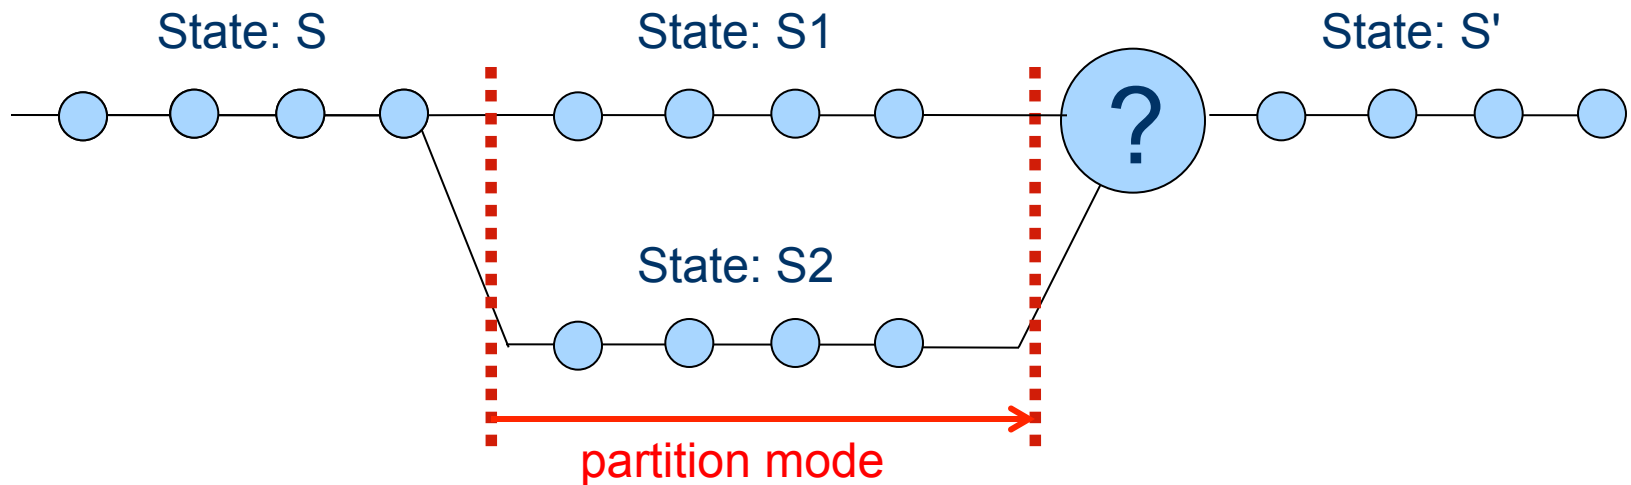 State: S
State: S1
State: S'
?
State: S2
partition mode